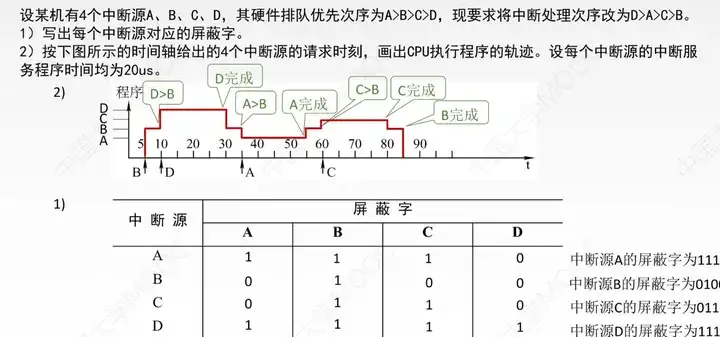 设某机有4个中断源A、B、C、D，其硬件排队优先次序为A>B>C>D，现要求将中断处理次序改为D>A>C>B。
1）写出每个中断源对应的屏蔽字。
2）按下图所示的时间轴给出的4个中断源的请求时刻，画出CPU执行程序的轨迹。设每个中断源的中断服
务程序时间均为20us。
2) 程序 D>B D完成 A>B A完成 C>B C完成 B完成
D
C
B
A
5 10 20 30 40 50 60 70 80 90
t
B D A C
1)
中断源 屏蔽字
A B C D
A 1 1 1 0 中断源A的屏蔽字为111
B 0 1 0 0 中断源B的屏蔽字为0100
C 0 1 1 0 中断源C的屏蔽字为011
D 1 1 1 1 中断源D的屏蔽字为111